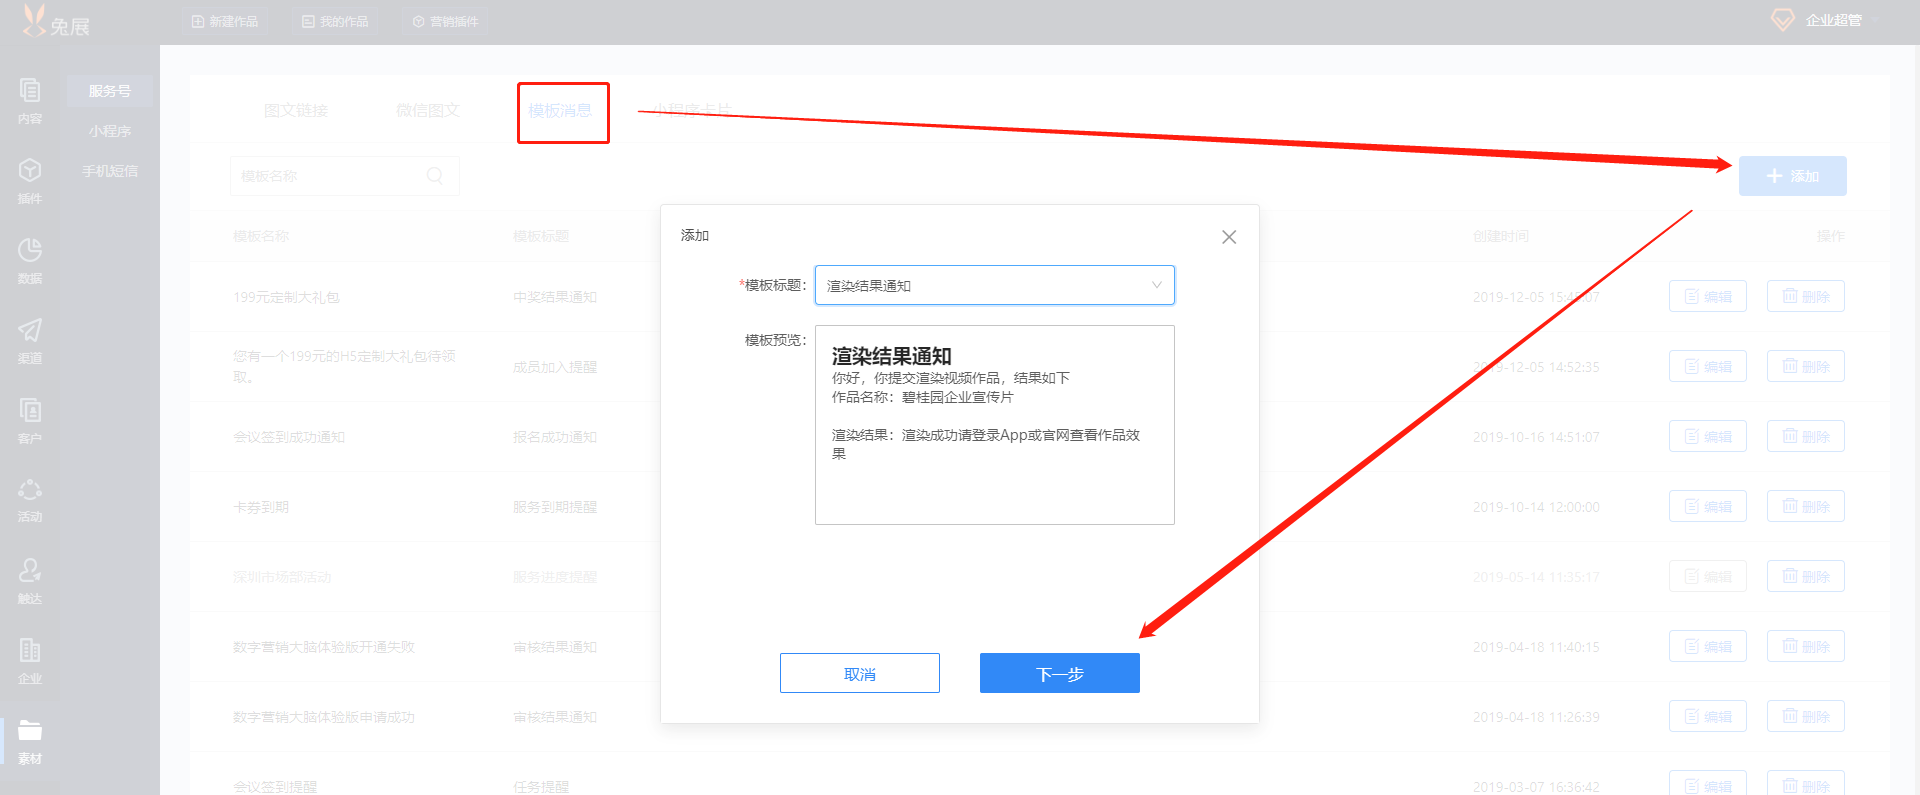 兔展
新建作品
我的作品
营销插件
企业超管
内容
插件
数据
渠道
客户
活动
触达
企业
素材
服务号
小程序
手机短信
图文链接
微信图文
模板消息
小程序卡片
模板名称
添加
模板名称
模板标题
创建时间
操作
199元定制大礼包
中奖结果通知
2019-12-05 15:46:07
编辑
删除
您有一个199元的H5定制大礼包待领
取。
成员加入提醒
2019-12-05 14:52:35
编辑
删除
会议签到成功通知
报名成功通知
2019-10-16 14:51:07
编辑
删除
卡券到期
服务到期提醒
2019-10-14 12:00:00
编辑
删除
深圳市场部活动
服务进度提醒
2019-05-14 11:35:17
编辑
删除
数字营销大脑体验版开通失败
审核结果通知
2019-04-18 11:40:15
编辑
删除
数字营销大脑体验版申请成功
审核结果通知
2019-04-18 11:26:39
编辑
删除
会议签到提醒
任务提醒
2019-03-07 16:36:42
编辑
删除
添加
*模板标题：
渲染结果通知
模板预览：
渲染结果通知
你好，你提交渲染视频作品，结果如下
作品名称：碧桂园企业宣传片
渲染结果：渲染成功请登录App或官网查看作品效
果
取消
下一步